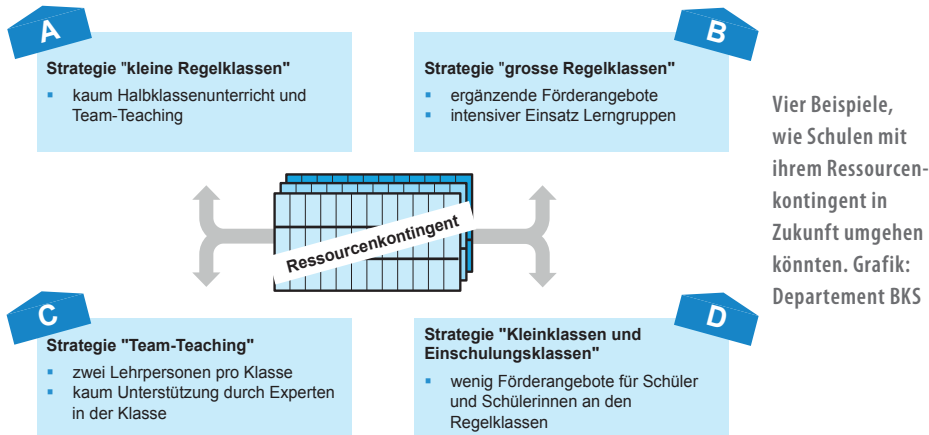 A
Strategie "kleine Regelklassen"
▪ kaum Halbklassenunterricht und
Team-Teaching
B
Strategie "grosse Regelklassen"
▪ ergänzende Förderangebote
▪ intensiver Einsatz Lerngruppen
Ressourcenkontingent
C
Strategie "Team-Teaching"
▪ zwei Lehrpersonen pro Klasse
▪ kaum Unterstützung durch Experten
in der Klasse
D
Strategie "Kleinklassen und
Einschulungsklassen"
▪ wenig Förderangebote für Schüler
und Schülerinnen an den
Regelklassen
Vier Beispiele,
wie Schulen mit
ihrem Ressourcen-
kontingent in
Zukunft umgehen
könnten. Grafik:
Departement BKS